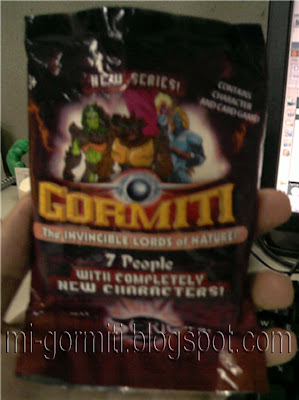 NEW SERIES!
CONTAINS
CHARACTER
AND CARD GAME!
GORMITI
The INVINCIBLE LORDS of NATURE!
7 People
WITH COMPLETELY
NEW CHARACTERS!
mi-gormiti.blogspot.com